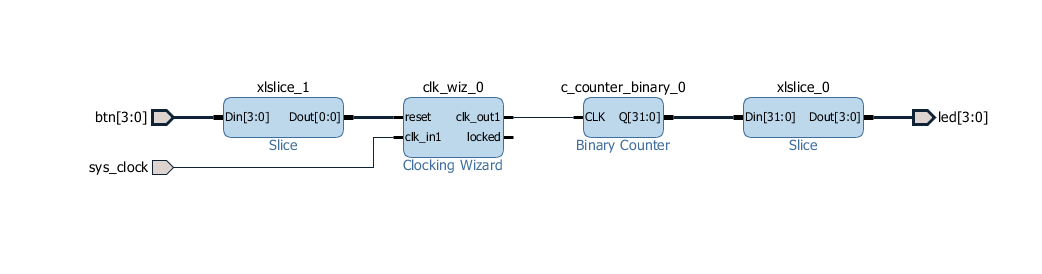 xlslice_1
clk_wiz_0
c_counter_binary_0
xlslice_0
btn[3:0]
Din[3:0]
Dout[0:0]
reset
clk_out1
CLK
Q[31:0]
Din[31:0]
Dout[3:0]
led[3:0]
clk_in1
locked
Slice
Binary Counter
Slice
sys_clock
Clocking Wizard